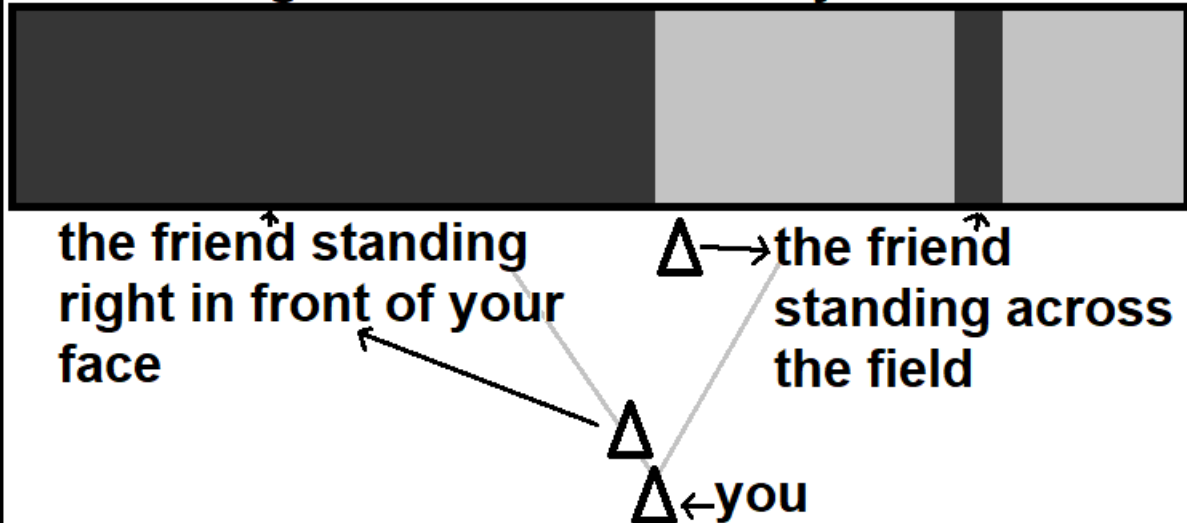 the friend standing
right in front of your
face
the friend
standing across
the field
you